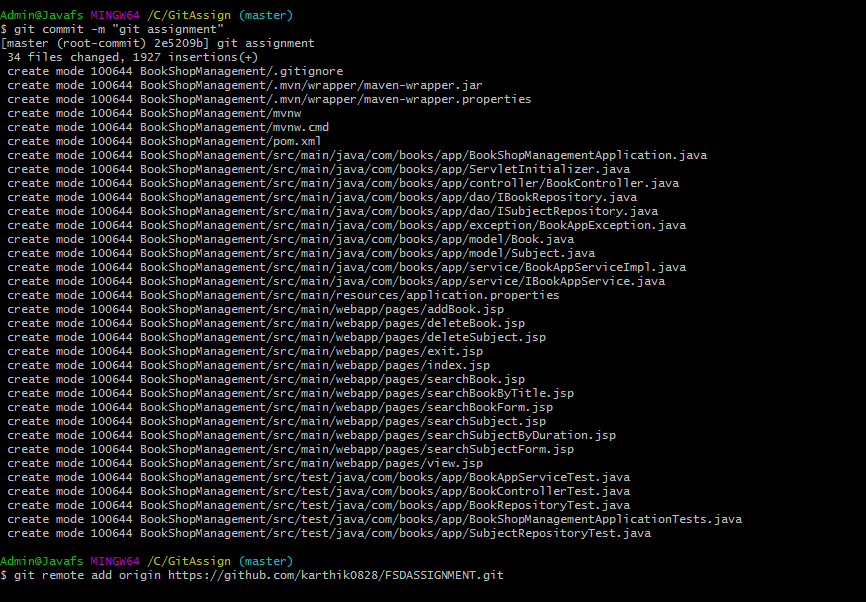 Admin@Javafs MINGW64 /C/GitAssign (master)
$ git commit -m "git assignment"
[master (root-commit) 2e5209b] git assignment
 34 files changed, 1927 insertions(+)
 create mode 100644 BookShopManagement/.gitignore
 create mode 100644 BookShopManagement/.mvn/wrapper/maven-wrapper.jar
 create mode 100644 BookShopManagement/.mvn/wrapper/maven-wrapper.properties
 create mode 100644 BookShopManagement/mvnw
 create mode 100644 BookShopManagement/mvnw.cmd
 create mode 100644 BookShopManagement/pom.xml
 create mode 100644 BookShopManagement/src/main/java/com/books/app/BookShopManagementApplication.java
 create mode 100644 BookShopManagement/src/main/java/com/books/app/ServletInitializer.java
 create mode 100644 BookShopManagement/src/main/java/com/books/app/controller/BookController.java
 create mode 100644 BookShopManagement/src/main/java/com/books/app/dao/IBookRepository.java
 create mode 100644 BookShopManagement/src/main/java/com/books/app/dao/ISubjectRepository.java
 create mode 100644 BookShopManagement/src/main/java/com/books/app/exception/BookAppException.java
 create mode 100644 BookShopManagement/src/main/java/com/books/app/model/Book.java
 create mode 100644 BookShopManagement/src/main/java/com/books/app/model/Subject.java
 create mode 100644 BookShopManagement/src/main/java/com/books/app/service/BookAppServiceImpl.java
 create mode 100644 BookShopManagement/src/main/java/com/books/app/service/IBookAppService.java
 create mode 100644 BookShopManagement/src/main/resources/application.properties
 create mode 100644 BookShopManagement/src/main/webapp/pages/addBook.jsp
 create mode 100644 BookShopManagement/src/main/webapp/pages/deleteBook.jsp
 create mode 100644 BookShopManagement/src/main/webapp/pages/deleteSubject.jsp
 create mode 100644 BookShopManagement/src/main/webapp/pages/exit.jsp
 create mode 100644 BookShopManagement/src/main/webapp/pages/index.jsp
 create mode 100644 BookShopManagement/src/main/webapp/pages/searchBook.jsp
 create mode 100644 BookShopManagement/src/main/webapp/pages/searchBookByTitle.jsp
 create mode 100644 BookShopManagement/src/main/webapp/pages/searchBookForm.jsp
 create mode 100644 BookShopManagement/src/main/webapp/pages/searchSubject.jsp
 create mode 100644 BookShopManagement/src/main/webapp/pages/searchSubjectByDuration.jsp
 create mode 100644 BookShopManagement/src/main/webapp/pages/searchSubjectForm.jsp
 create mode 100644 BookShopManagement/src/main/webapp/pages/view.jsp
 create mode 100644 BookShopManagement/src/test/java/com/books/app/BookAppServiceTest.java
 create mode 100644 BookShopManagement/src/test/java/com/books/app/BookControllerTest.java
 create mode 100644 BookShopManagement/src/test/java/com/books/app/BookRepositoryTest.java
 create mode 100644 BookShopManagement/src/test/java/com/books/app/BookShopManagementApplicationTests.java
 create mode 100644 BookShopManagement/src/test/java/com/books/app/SubjectRepositoryTest.java
Admin@Javafs MINGW64 /C/GitAssign (master)
$ git remote add origin https://github.com/karthik0828/FSDASSIGNMENT.git